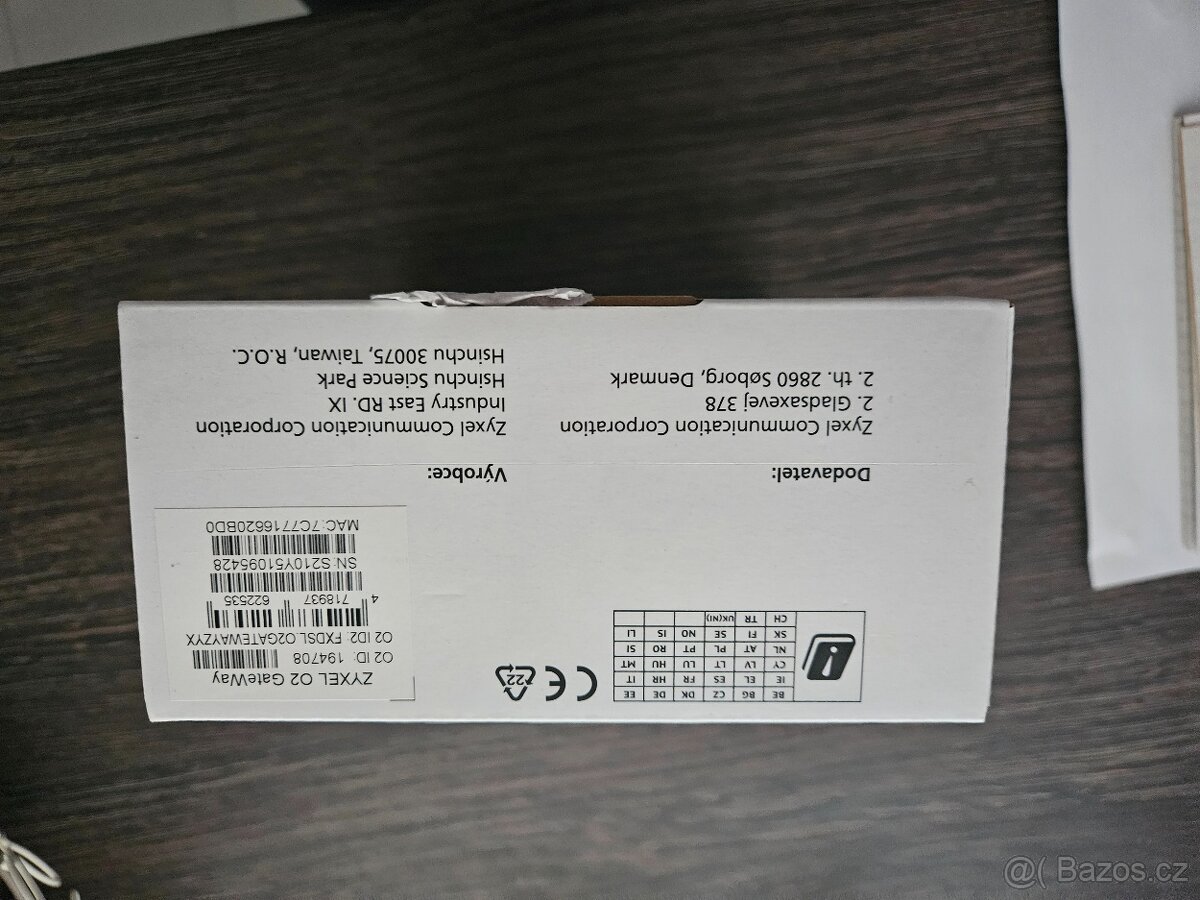 BE BG CZ DK DE EE
IE EL ES FR HR IT
CY LV LT LU HU MT
NL AT PL PT RO SI
SK FI SE NO IS LI
CH TR UK(NI)
CE
22
ZYXEL O2 GateWay
O2 ID: 194708
O2 ID2: FXDSL.O2GATEWAYZYX
4 718937 622535
SN: S210Y51095428
MAC:7C7716620BD0
Dodavatel:
Zyxel Communication Corporation
2. Gladsaxevej 378
2. th. 2860 Søborg, Denmark
Výrobce:
Zyxel Communication Corporation
Industry East RD. IX
Hsinchu Science Park
Hsinchu 30075, Taiwan, R.O.C.
@( Bazos.cz